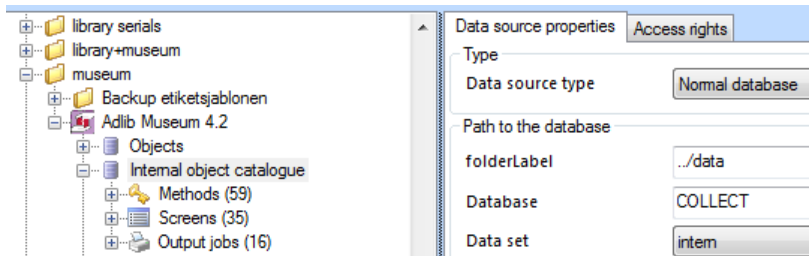 library serials
library+museum
museum
Backup etiketsjablonen
Adlib Museum 4.2
Objects
Internal object catalogue
Methods (59)
Screens (35)
Output jobs (16)
Data source properties
Access rights
Type
Data source type
Normal database
Path to the database
folderLabel
../data
Database
COLLECT
Data set
intern